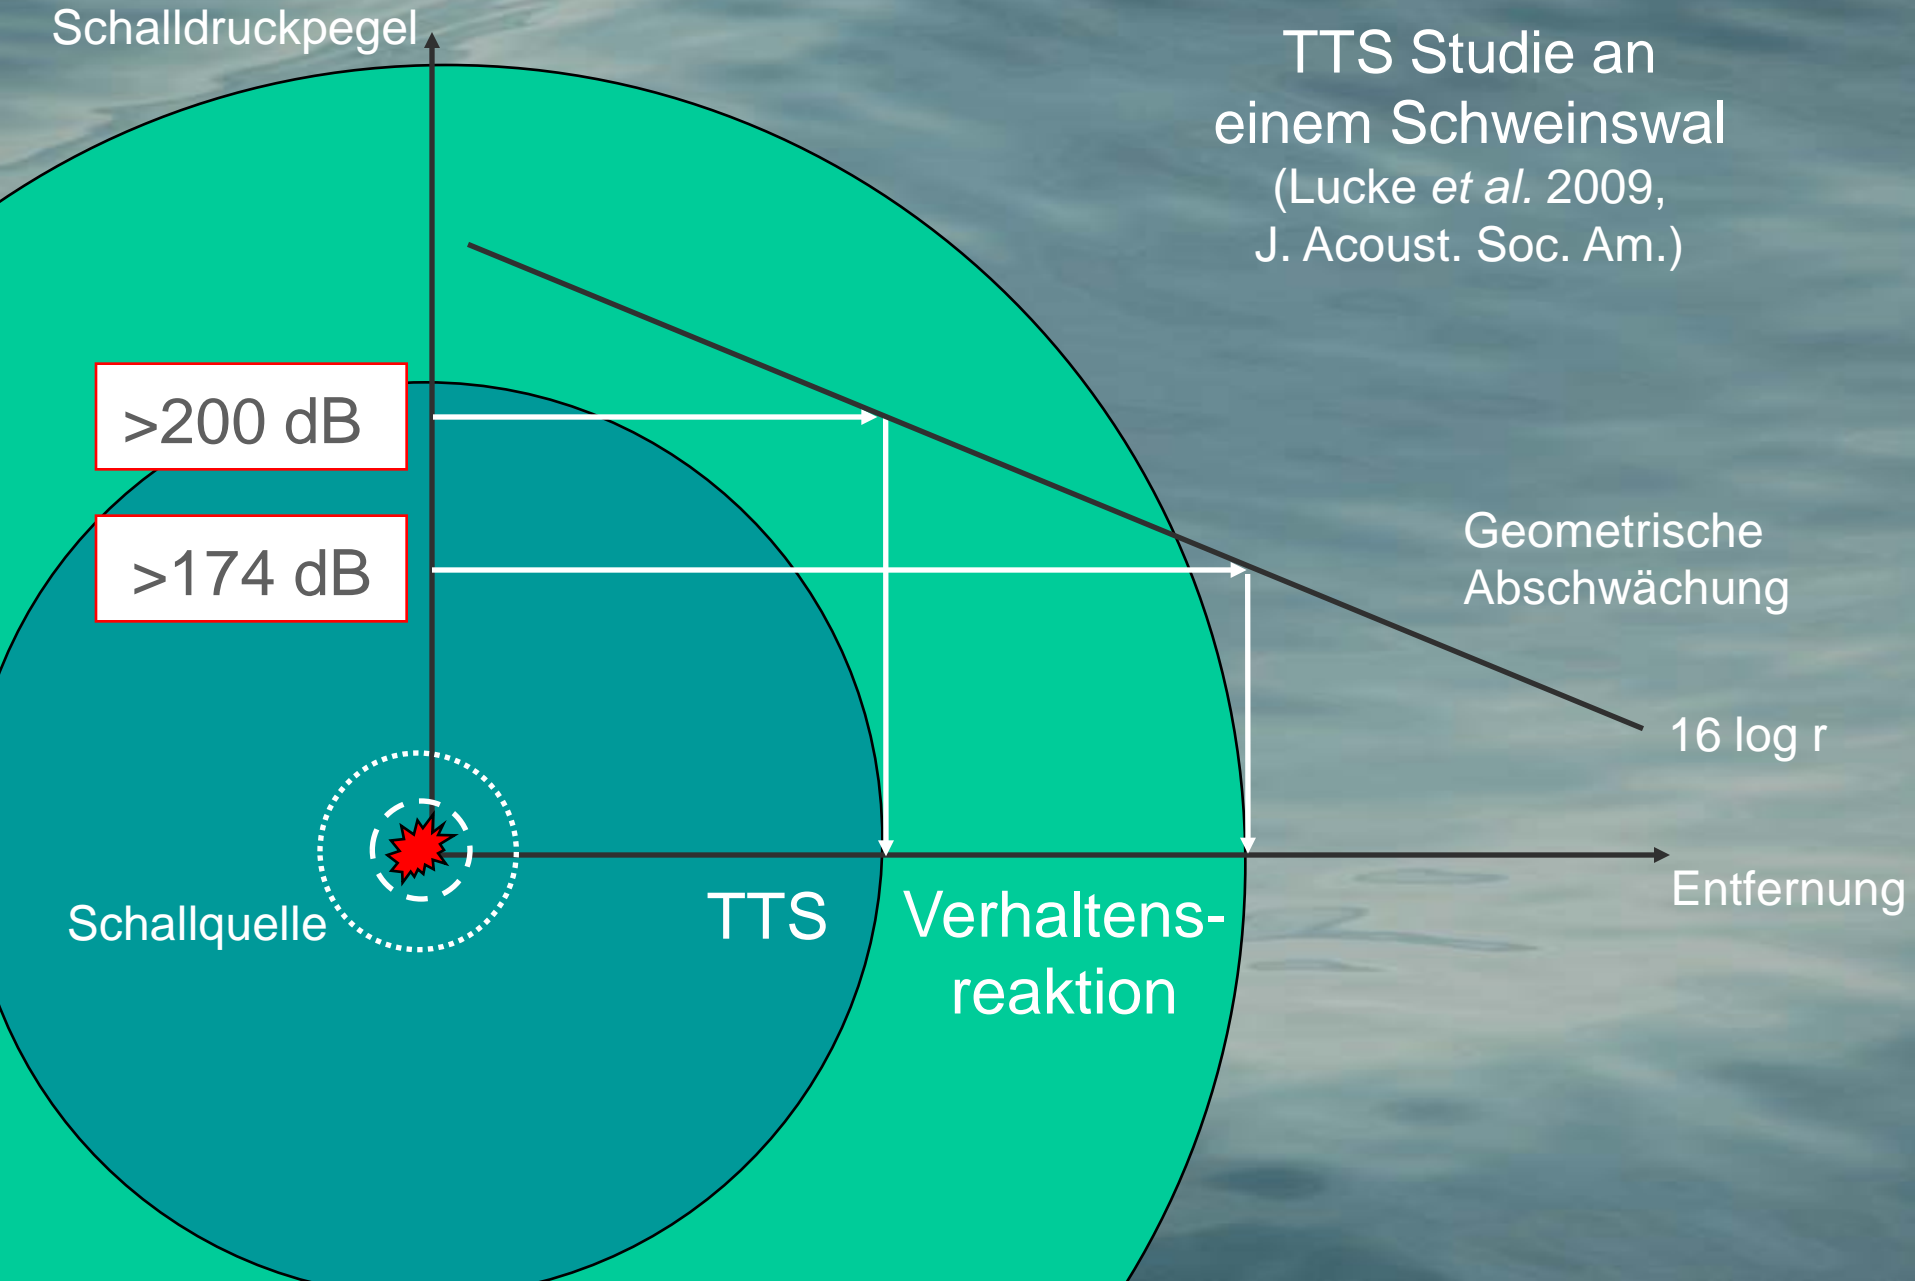 Schalldruckpegel
TTS Studie an
einem Schweinswal
(Lucke et al. 2009,
J. Acoust. Soc. Am.)
>200 dB
>174 dB
Geometrische
Abschwächung
16 log r
Entfernung
Schallquelle
TTS
Verhaltens-
reaktion